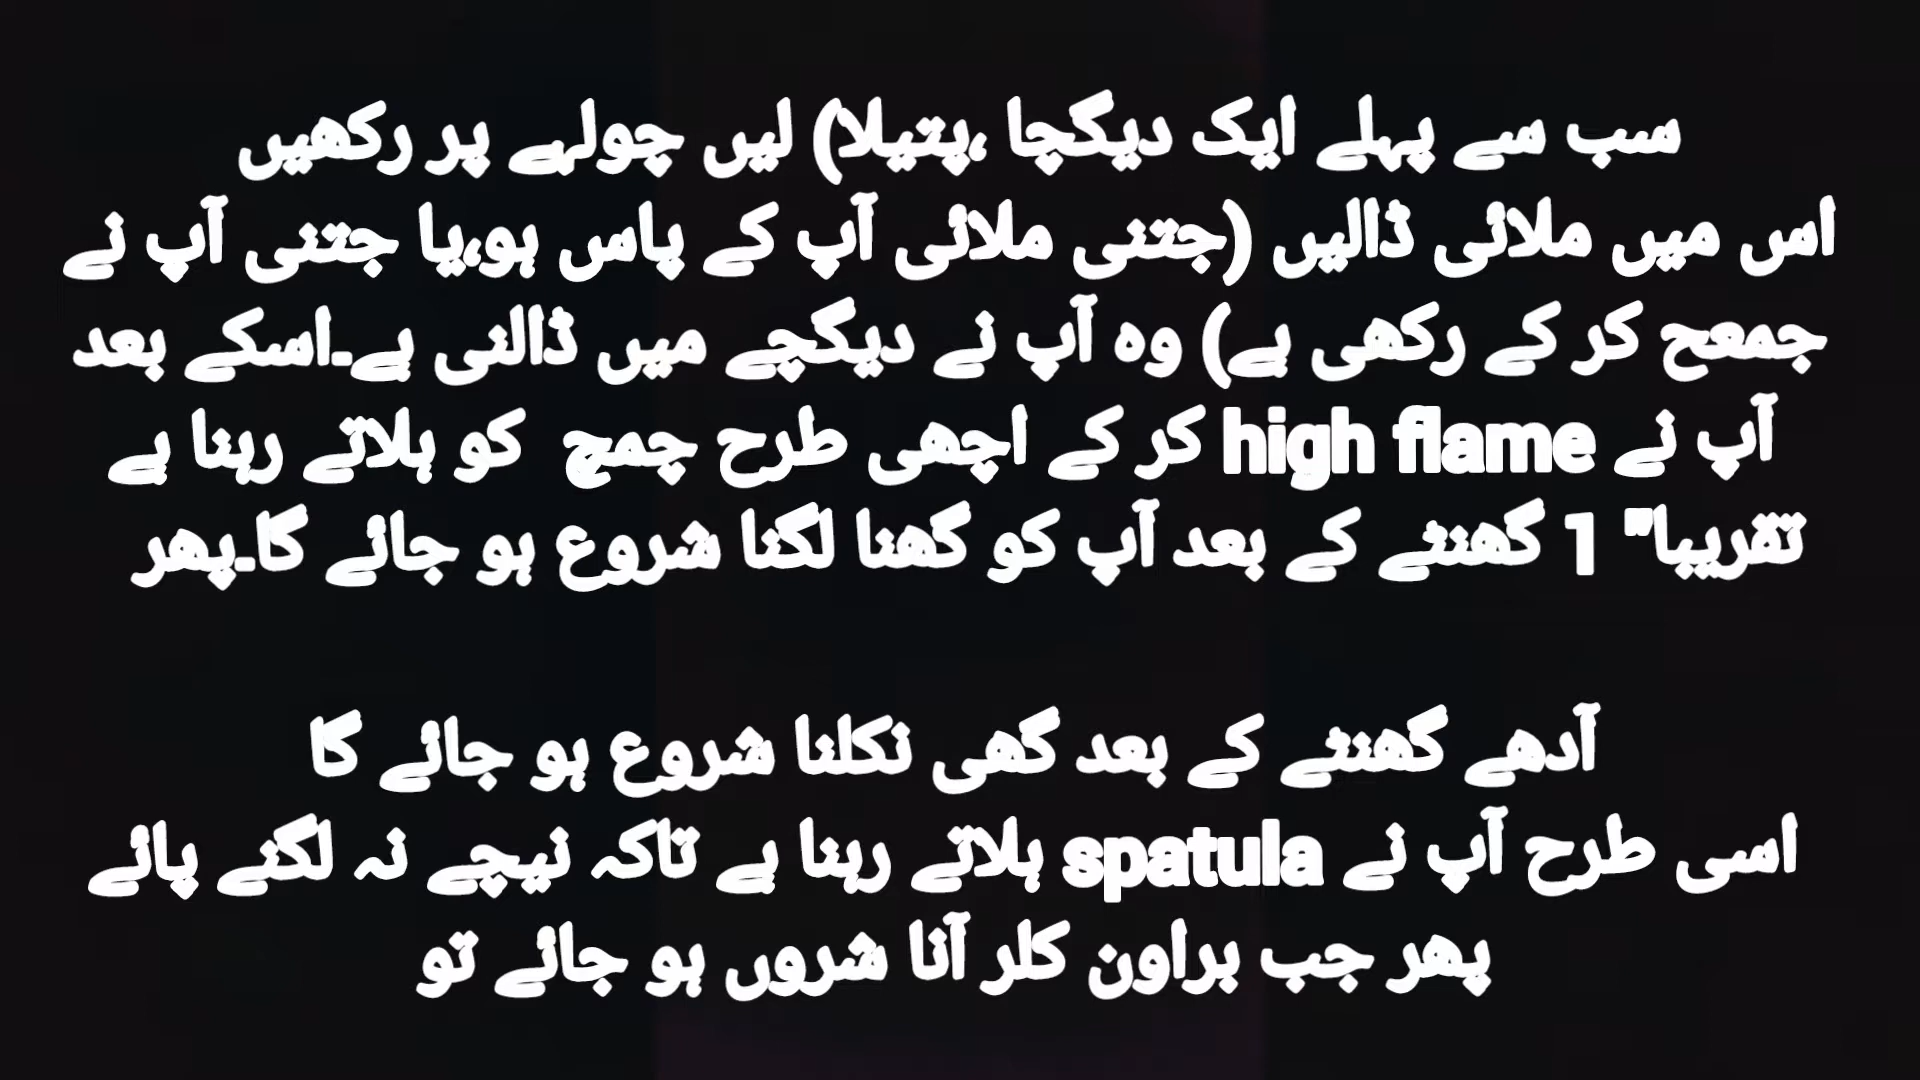 سب سے پہلے ایک دیگچا ،پتیلا) لیں چولہے پر رکھیں
اس میں ملائی ڈالیں (جتنی ملائی آپ کے پاس ہو،یا جتنی آپ نے
جمعح کر کے رکھی ہے) وہ آپ نے دیگچے میں ڈالنی ہے۔اسکے بعد
آپ نے high flame کر کے اچھی طرح چمچ کو ہلاتے رہنا ہے
تقریبا" 1 گھنٹے کے بعد آپ کو گھنا لگنا شروع ہو جائے گا۔پھر
آدھے گھنٹے کے بعد گھی نکلنا شروع ہو جائے گا
اسی طرح آپ نے spatula ہلاتے رہنا ہے تاکہ نیچے نہ لگنے پائے
پھر جب براون کلر آنا شروں ہو جائے تو